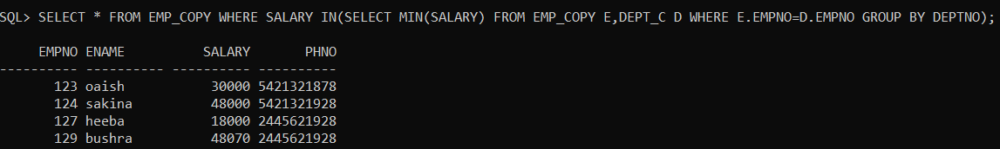 SQL> SELECT * FROM EMP_COPY WHERE SALARY IN(SELECT MIN(SALARY) FROM EMP_COPY E,DEPT_C D WHERE E.EMPNO=D.EMPNO GROUP BY DEPTNO);
EMPNO ENAME SALARY PHNO
---------- ---------- ---------- ----------
123 oaish 30000 5421321878
124 sakina 48000 5421321928
127 heeba 18000 2445621928
129 bushra 48070 2445621928